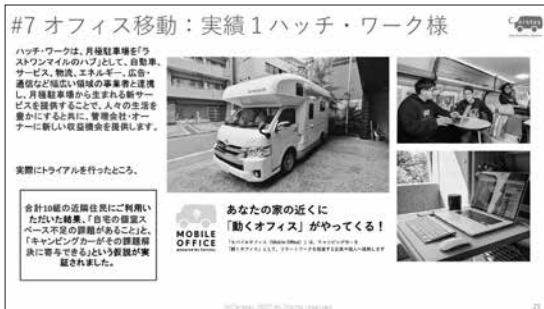 #7 オフィス移動：実績１ハッチ・ワーク様
ハッチ・ワークは、月極駐車場を「ラ
ストワンマイルのハブ」として、自動車、
サービス、物流、エネルギー、広告・
通信など幅広い領域の事業者と連携
し、月極駐車場から生まれる新サー
ビスを提供することで、人々の生活を
豊かにすると共に、管理会社・オー
ナーに新しい収益機会を提供します。
実際にトライアルを行ったところ、
合計10組の近隣住民にご利用い
ただいた結果、「自宅の個室ス
ペース不足の課題があること」と、
「キャンピングカーがその課題解
決に寄与できる」という仮説が実
証されました。
MOBILE
OFFICE
あなたの家の近くに
「動くオフィス」がやってくる！